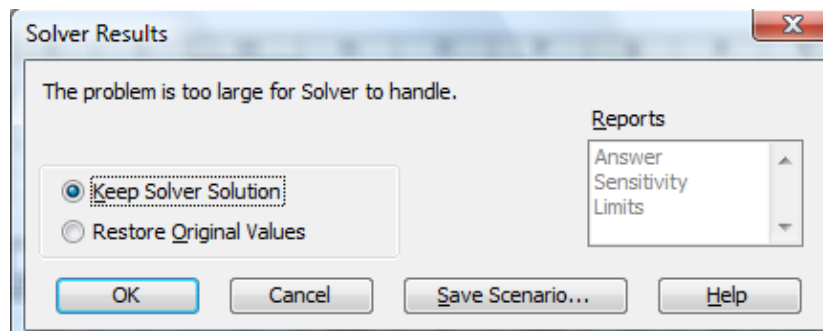 Solver Results
The problem is too large for Solver to handle.
Reports
Answer
Sensitivity
Limits
Keep Solver Solution
Restore Original Values
OK
Cancel
Save Scenario...
Help